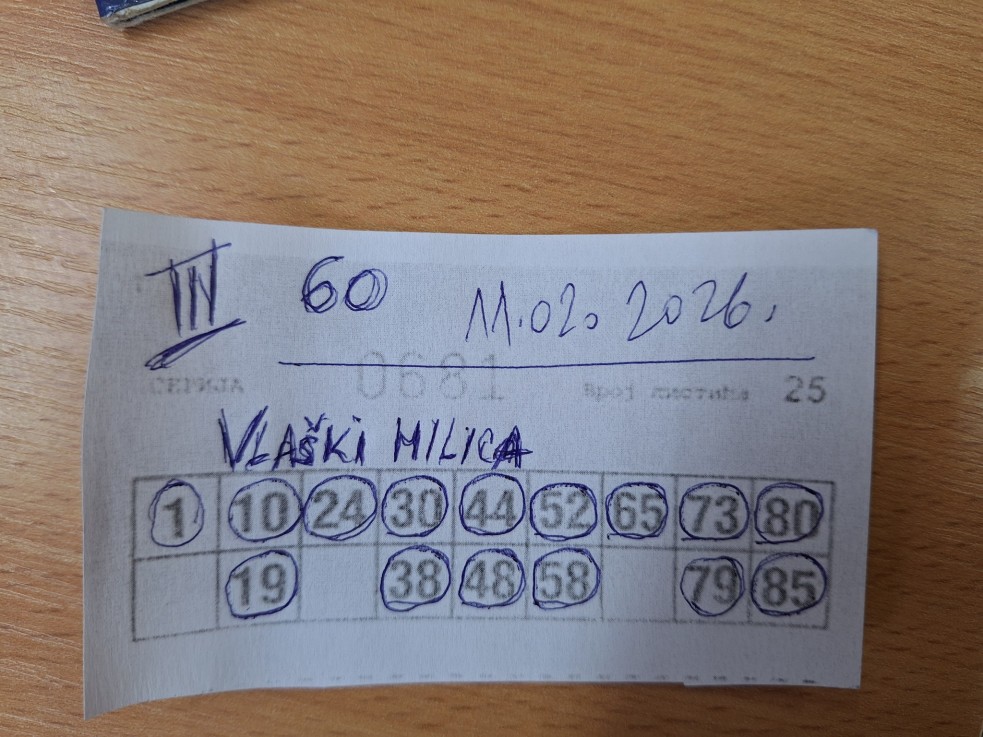 III 60 11.02.2026.
СЕРИЈА 0681 Број листића 25
VLAŠKI MILICA
1 10 24 30 44 52 65 73 80
19 38 48 58 79 85